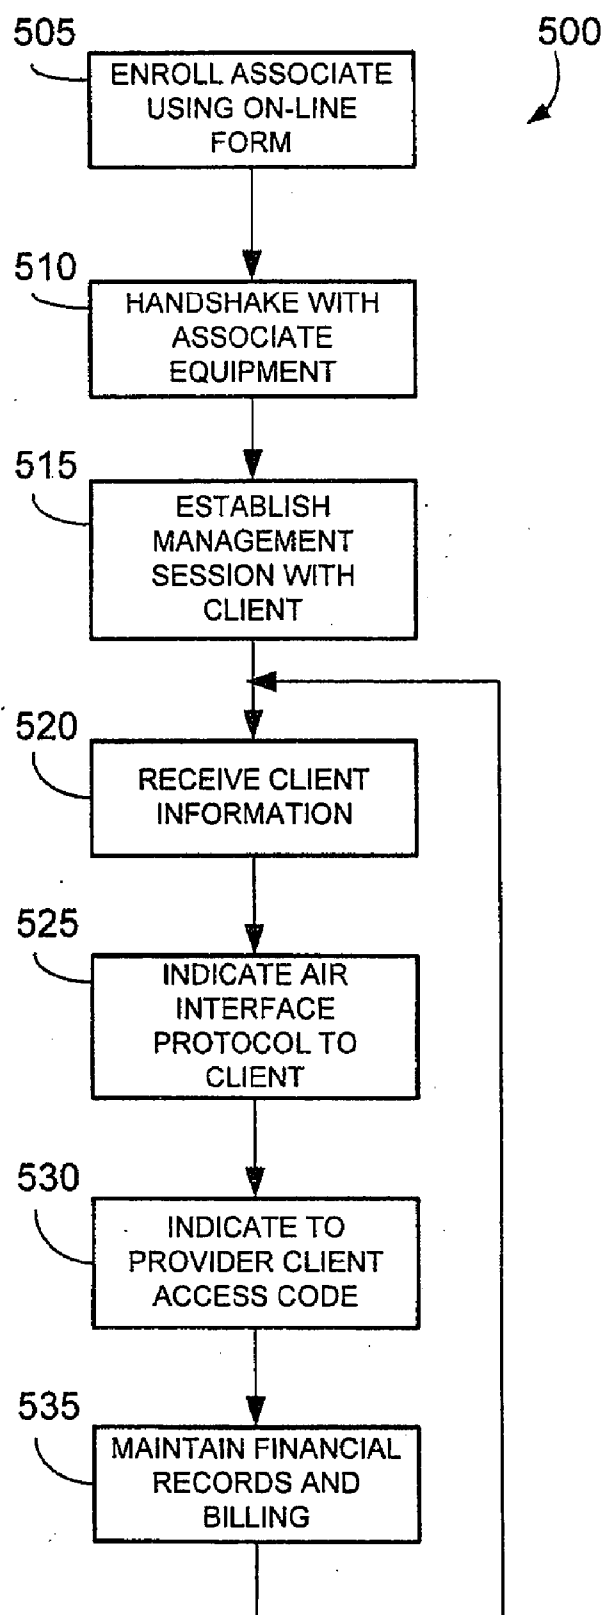 505
500
ENROLL ASSOCIATE
USING ON-LINE
FORM
510
HANDSHAKE WITH
ASSOCIATE
EQUIPMENT
515
ESTABLISH
MANAGEMENT
SESSION WITH
CLIENT
520
RECEIVE CLIENT
INFORMATION
525
INDICATE AIR
INTERFACE
PROTOCOL TO
CLIENT
530
INDICATE TO
PROVIDER CLIENT
ACCESS CODE
535
MAINTAIN FINANCIAL
RECORDS AND
BILLING